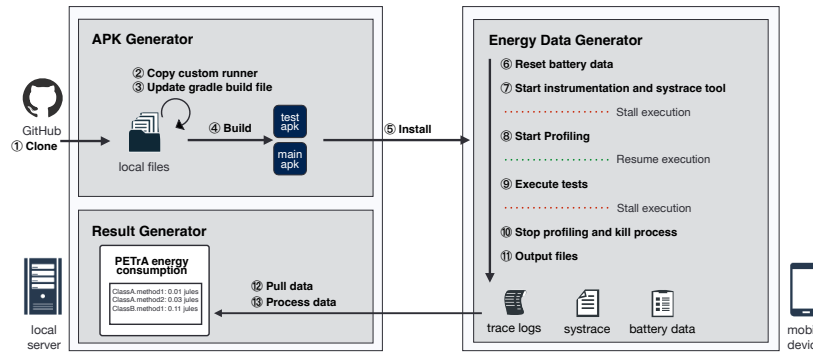 APK Generator
② Copy custom runner
③ Update gradle build file
GitHub
① Clone
local files
④ Build
test
apk
main
apk
⑤ Install
Energy Data Generator
⑥ Reset battery data
⑦ Start instrumentation and systrace tool
Stall execution
⑧ Start Profiling
Resume execution
⑨ Execute tests
Stall execution
⑩ Stop profiling and kill process
⑪ Output files
trace logs
systrace
battery data
Result Generator
PETrA energy
consumption
ClassA.method1: 0.01 jules
ClassA.method2: 0.03 jules
ClassB.method1: 0.11 jules
⑫ Pull data
⑬ Process data
local
server
mobi
devic